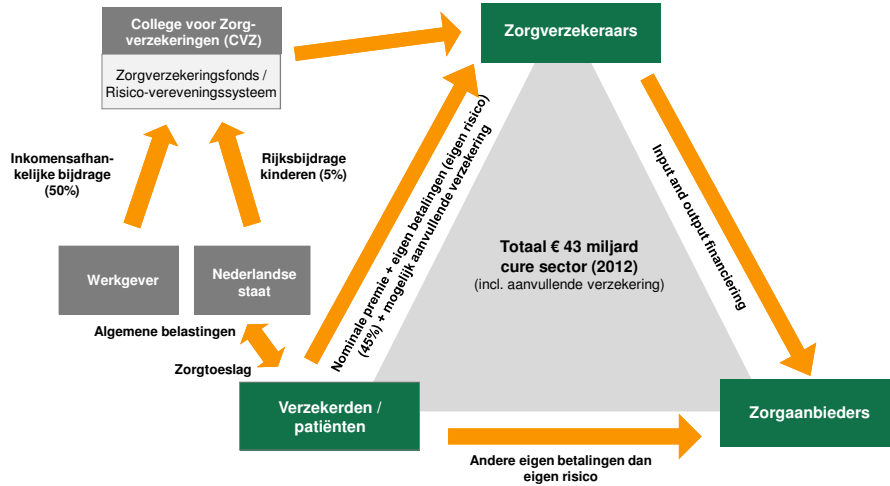 College voor Zorg-
verzekeringen (CVZ)
Zorgverzekeringsfonds /
Risico-vereveningssysteem
Zorgverzekeraars
Inkomensafhan-
kelijke bijdrage
(50%)
Rijksbijdrage
kinderen (5%)
Nominale premie + eigen betalingen (eigen risico)
(45%) + mogelijk aanvullende verzekering
Input and output financiering
Werkgever
Nederlandse
staat
Totaal € 43 miljard
cure sector (2012)
(incl. aanvullende verzekering)
Algemene belastingen
Zorgtoeslag
Verzekerden /
patiënten
Zorgaanbieders
Andere eigen betalingen dan
eigen risico